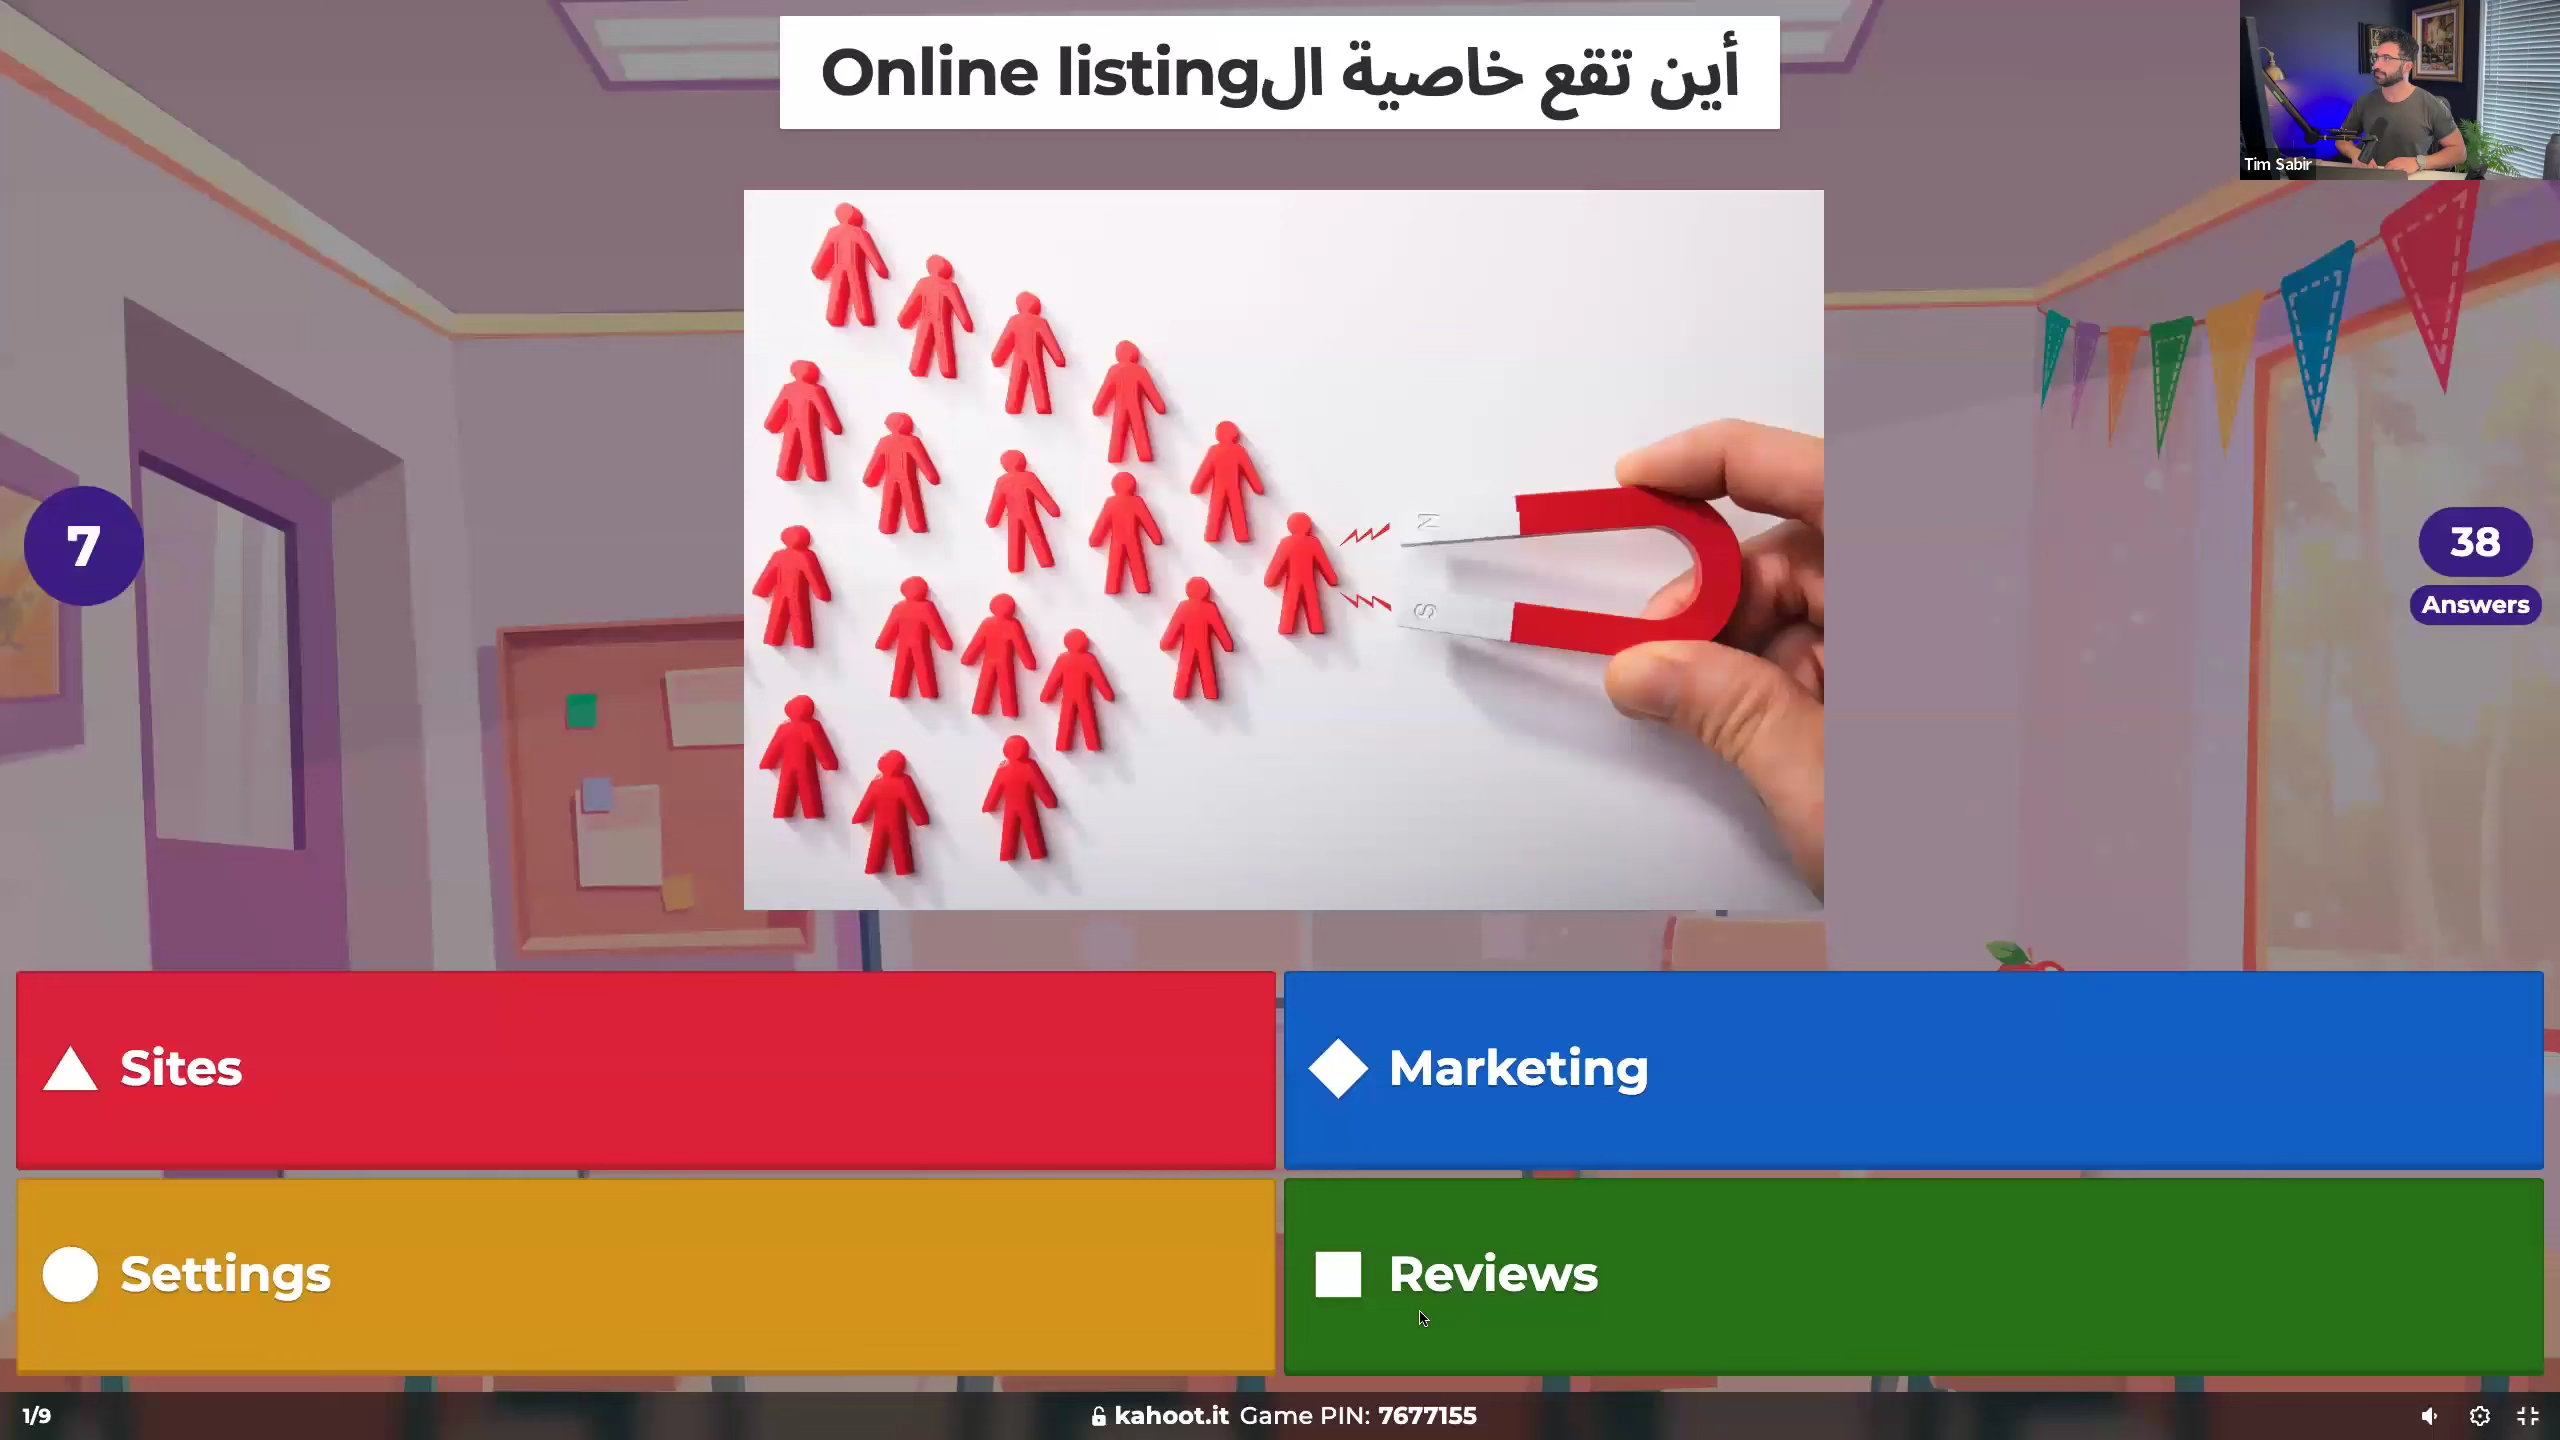 أين تقع خاصية الOnline listing
Tim Sabir
7
38
Answers
N
S
Sites
Marketing
Settings
Reviews
1/9
kahoot.it Game PIN: 7677155